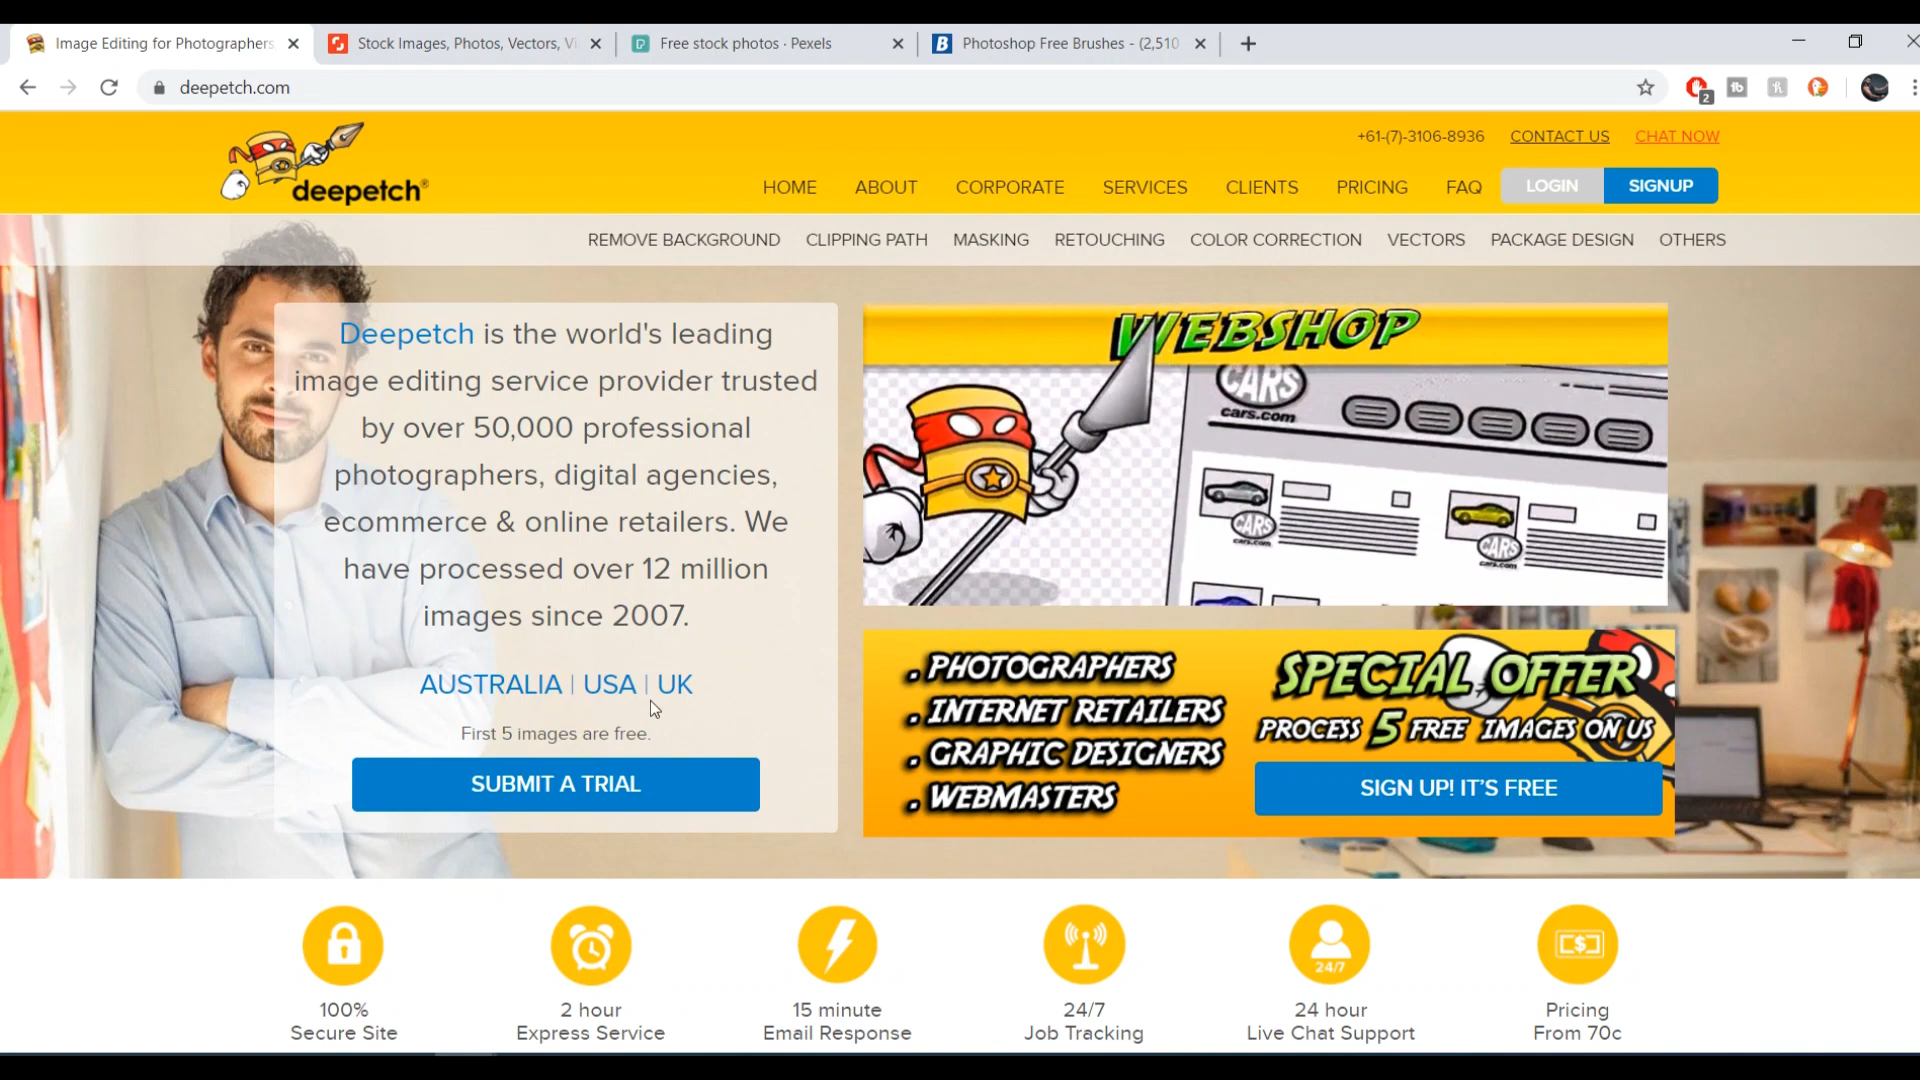 Image Editing for Photographers,
Stock Images, Photos, Vectors, Vi
Free stock photos · Pexels
Photoshop Free Brushes - (2,510
deepetch.com
2
+61-(7)-3106-8936 CONTACT US CHAT NOW
deepetch®
HOME ABOUT CORPORATE SERVICES CLIENTS PRICING FAQ LOGIN SIGNUP
REMOVE BACKGROUND CLIPPING PATH MASKING RETOUCHING COLOR CORRECTION VECTORS PACKAGE DESIGN OTHERS
Deepetch is the world's leading
image editing service provider trusted
by over 50,000 professional
photographers, digital agencies,
ecommerce & online retailers. We
have processed over 12 million
images since 2007.
AUSTRALIA | USA | UK
First 5 images are free.
SUBMIT A TRIAL
WEBSHOP
CARS
cars.com
CARS
cars.com
CARS
cars.com
. PHOTOGRAPHERS
. INTERNET RETAILERS
. GRAPHIC DESIGNERS
. WEBMASTERS
SPECIAL OFFER
PROCESS 5 FREE IMAGES ON US
SIGN UP! IT'S FREE
24/7
100%
Secure Site
2 hour
Express Service
15 minute
Email Response
24/7
Job Tracking
24 hour
Live Chat Support
Pricing
From 70c